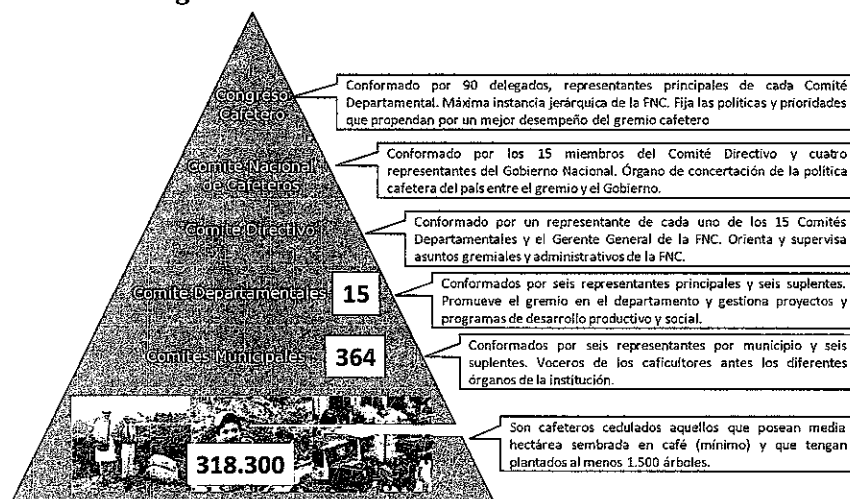 Congreso
Cafetero
Conformado por 90 delegados, representantes principales de cada Comité
Departamental. Máxima instancia jerárquica de la FNC. Fija las políticas y prioridades
que propendan por un mejor desempeño del gremio cafetero
Comité Nacional
de Cafeteros
Conformado por los 15 miembros del Comité Directivo y cuatro
representantes del Gobierno Nacional. Órgano de concertación de la política
cafetera del país entre el gremio y el Gobierno.
Comité Directivo
Conformado por un representante de cada uno de los 15 Comités
Departamentales y el Gerente General de la FNC. Orienta y supervisa
asuntos gremiales y administrativos de la FNC.
Comité Departamentales 15
Conformados por seis representantes principales y seis suplentes.
Promueve el gremio en el departamento y gestiona proyectos y
programas de desarrollo productivo y social.
Comités Municipales 364
Conformados por seis representantes por municipio y seis
suplentes. Voceros de los caficultores ante los diferentes
órganos de la institución.
318.300
Son cafeteros cedulados aquellos que posean media
hectárea sembrada en café (mínimo) y que tengan
plantados al menos 1.500 árboles.